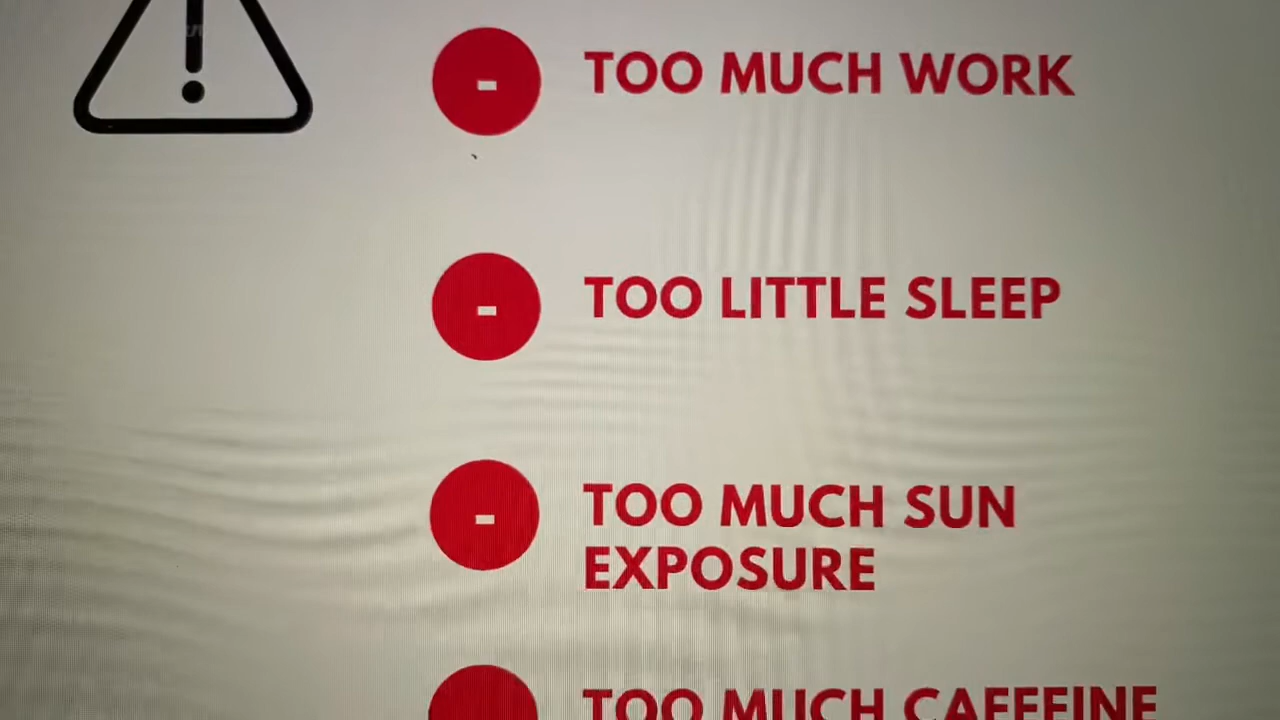 - TOO MUCH WORK
- TOO LITTLE SLEEP
- TOO MUCH SUN
EXPOSURE
TOO MUCH CAFFEINE